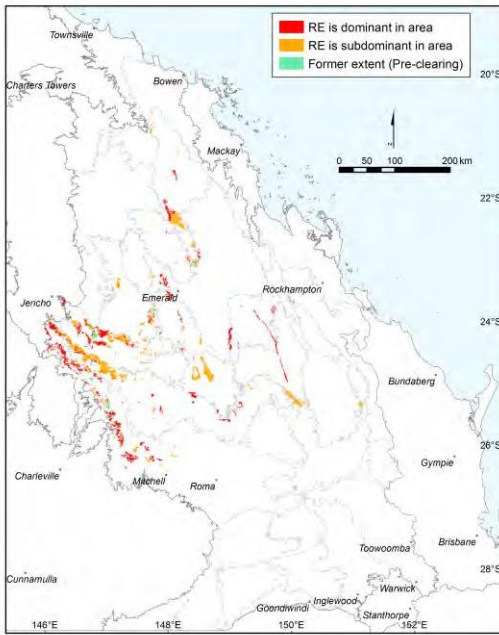 RE is dominant in area
RE is subdominant in area
Former extent (Pre-clearing)
Townsville
20°S
Charters Towers
Bowen
z
Mackay
0 50 100 200 km
22°S
Emerald
Rockhampton
Jericho
24°S
Bundaberg
26°S
Gympie
Charleville
Mitchell
Roma
Brisbane
Toowoomba
28°S
Cunnamulla
Warwick
Inglewood
Goondiwindi
Stanthorpe
146°E 148°E 150°E 152°E